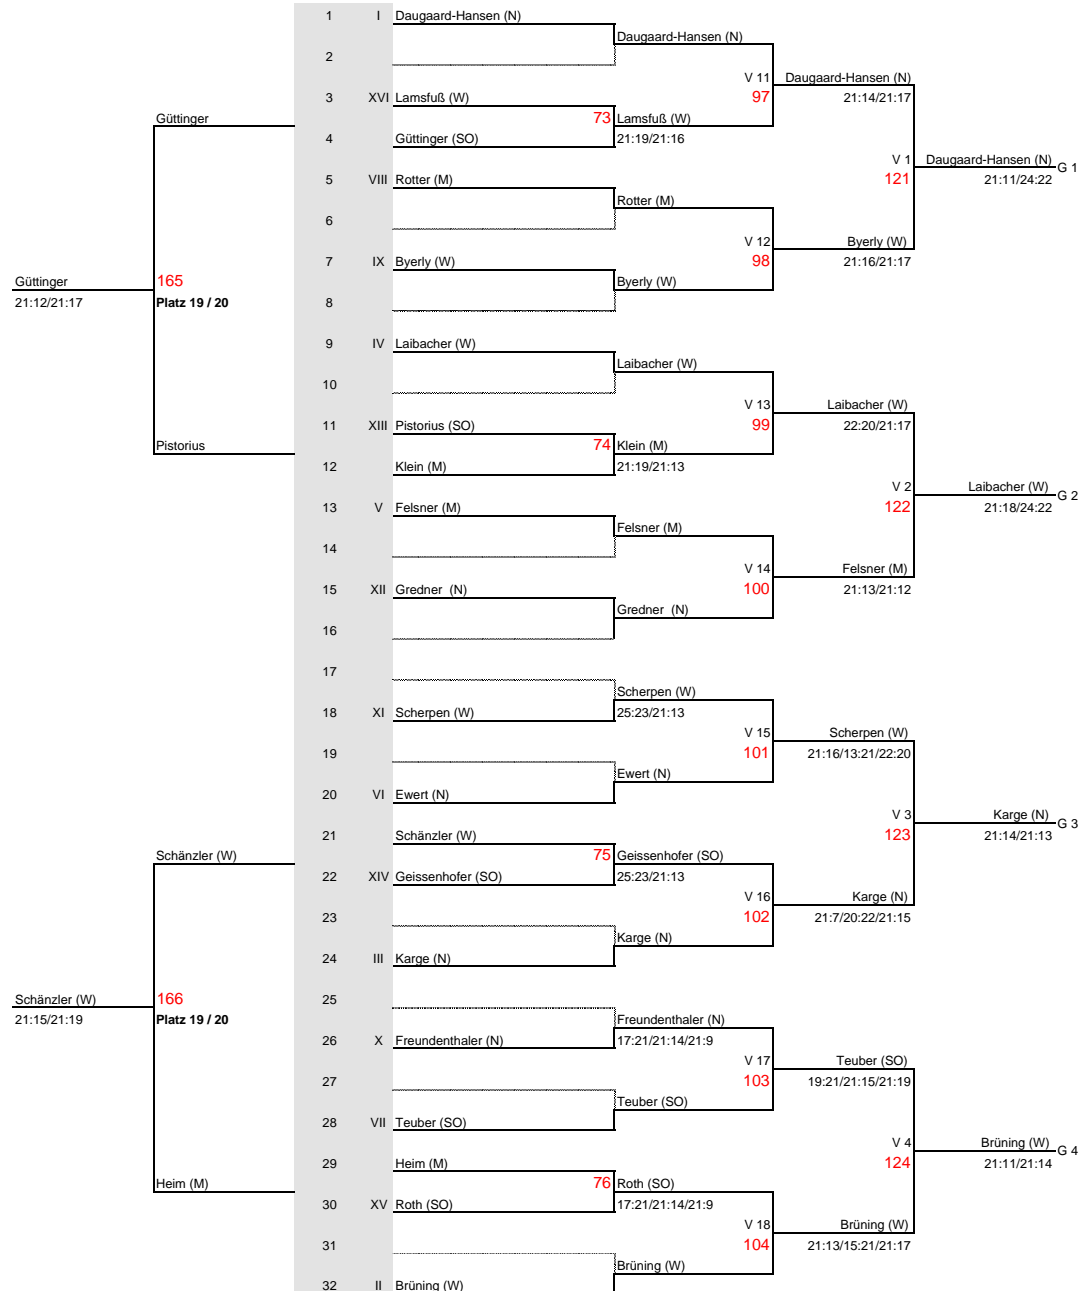 1 I Daugaard-Hansen (N)
Daugaard-Hansen (N)
2
V 11 Daugaard-Hansen (N)
3 XVI Lamsfuß (W) 97 21:14/21:17
Güttinger 73 Lamsfuß (W)
4 Güttinger (SO) 21:19/21:16
V 1 Daugaard-Hansen (N) G 1
5 VIII Rotter (M) 121 21:11/24:22
Rotter (M)
6
V 12 Byerly (W)
7 IX Byerly (W) 98 21:16/21:17
Güttinger 165 Byerly (W)
21:12/21:17 Platz 19 / 20 8
9 IV Laibacher (W)
Laibacher (W)
10
V 13 Laibacher (W)
11 XIII Pistorius (SO) 99 22:20/21:17
Pistorius 74 Klein (M)
12 Klein (M) 21:19/21:13
V 2 Laibacher (W) G 2
13 V Felsner (M) 122 21:18/24:22
Felsner (M)
14
V 14 Felsner (M)
15 XII Gredner (N) 100 21:13/21:12
Gredner (N)
16
17
Scherpen (W)
18 XI Scherpen (W) 25:23/21:13
V 15 Scherpen (W)
19 101 21:16/13:21/22:20
Ewert (N)
20 VI Ewert (N)
V 3 Karge (N) G 3
21 Schänzler (W) 123 21:14/21:13
Schänzler (W) 75 Geissenhofer (SO)
22 XIV Geissenhofer (SO) 25:23/21:13
V 16 Karge (N)
23 102 21:7/20:22/21:15
Karge (N)
24 III Karge (N)
Schänzler (W) 166 25
21:15/21:19 Platz 19 / 20 Freundenthaler (N)
26 X Freundenthaler (N) 17:21/21:14/21:9
V 17 Teuber (SO)
27 103 19:21/21:15/21:19
Teuber (SO)
28 VII Teuber (SO)
V 4 Brüning (W) G 4
29 Heim (M) 124 21:11/21:14
Heim (M) 76 Roth (SO)
30 XV Roth (SO) 17:21/21:14/21:9
V 18 Brüning (W)
31 104 21:13/15:21/21:17
Brüning (W)
32 II Brüning (W)